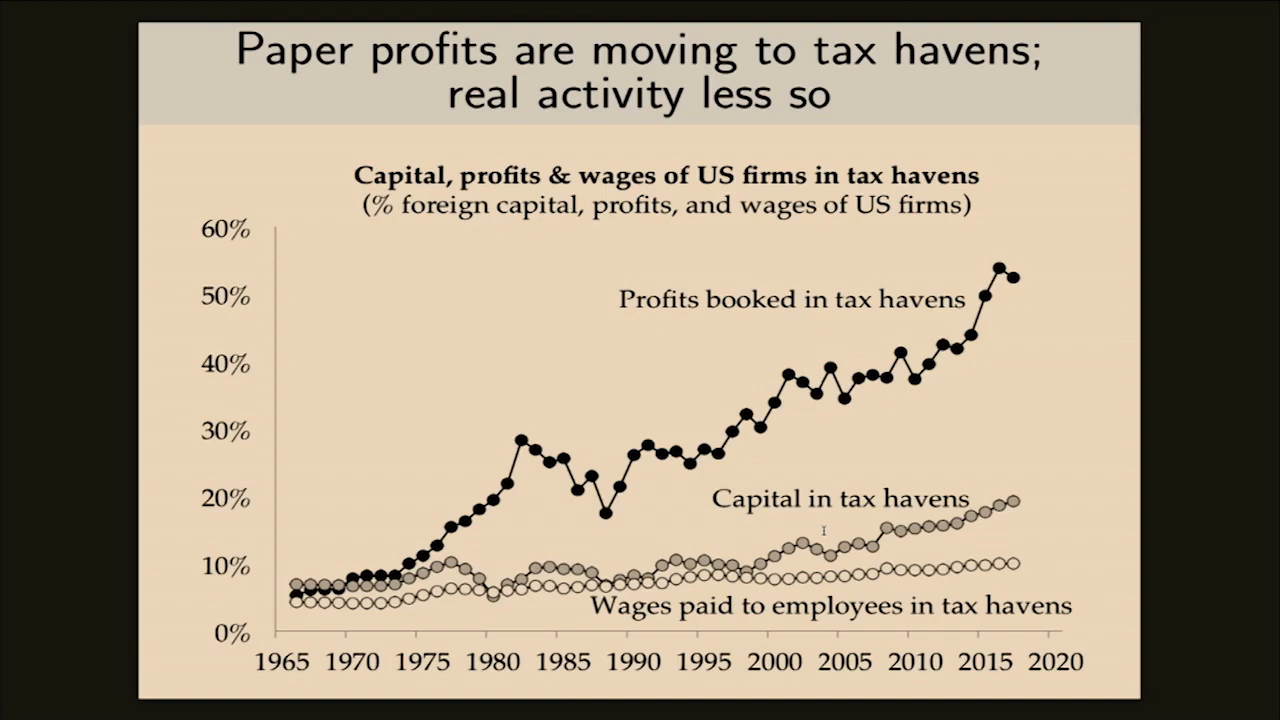 Paper profits are moving to tax havens;
real activity less so
Capital, profits & wages of US firms in tax havens
(% foreign capital, profits, and wages of US firms)
60%
50%
40%
30%
20%
10%
0%
Profits booked in tax havens
Capital in tax havens
Wages paid to employees in tax havens
1965 1970 1975 1980 1985 1990 1995 2000 2005 2010 2015 2020